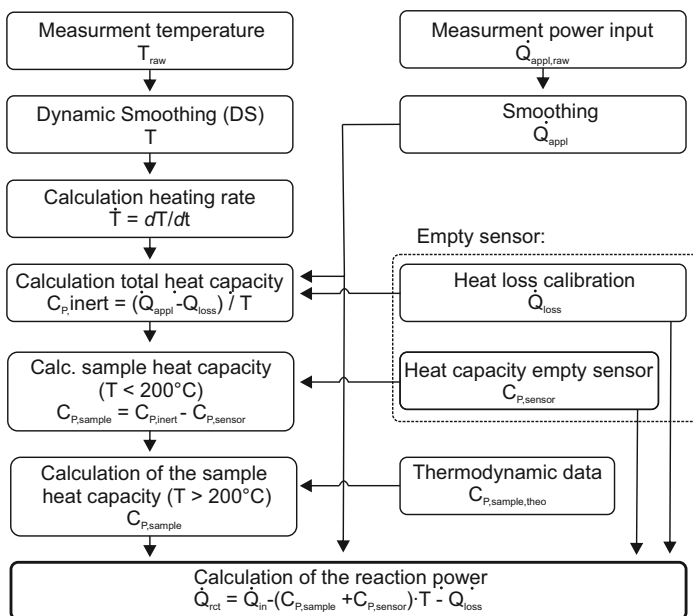 Measurment temperature
T_raw
Measurment power input
Q̇_appl,raw
Dynamic Smoothing (DS)
T
Smoothing
Q̇_appl
Calculation heating rate
Ṫ = dT/dt
Empty sensor:
Calculation total heat capacity
C_P,inert = (Q̇_appl-Q̇_loss) / Ṫ
Heat loss calibration
Q̇_loss
Calc. sample heat capacity
(T < 200°C)
C_P,sample = C_P,inert - C_P,sensor
Heat capacity empty sensor
C_P,sensor
Calculation of the sample
heat capacity (T > 200°C)
C_P,sample
Thermodynamic data
C_P,sample,theo
Calculation of the reaction power
Q̇_rct = Q̇_in-(C_P,sample +C_P,sensor)·Ṫ - Q̇_loss